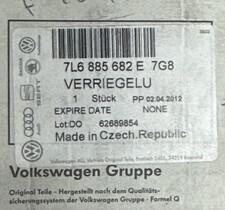 7L6 885 682 E 7G8
VERRIEGELU
1 Stück PP 02.04.2012
EXPIRE DATE NONE
Lot:DO 62689854
Made in Czech.Republic
Volkswagen Gruppe
Original Teile - Hergestellt nach dem Qualitäts-
sicherungssystem der Volkswagen Gruppe - Formel Q